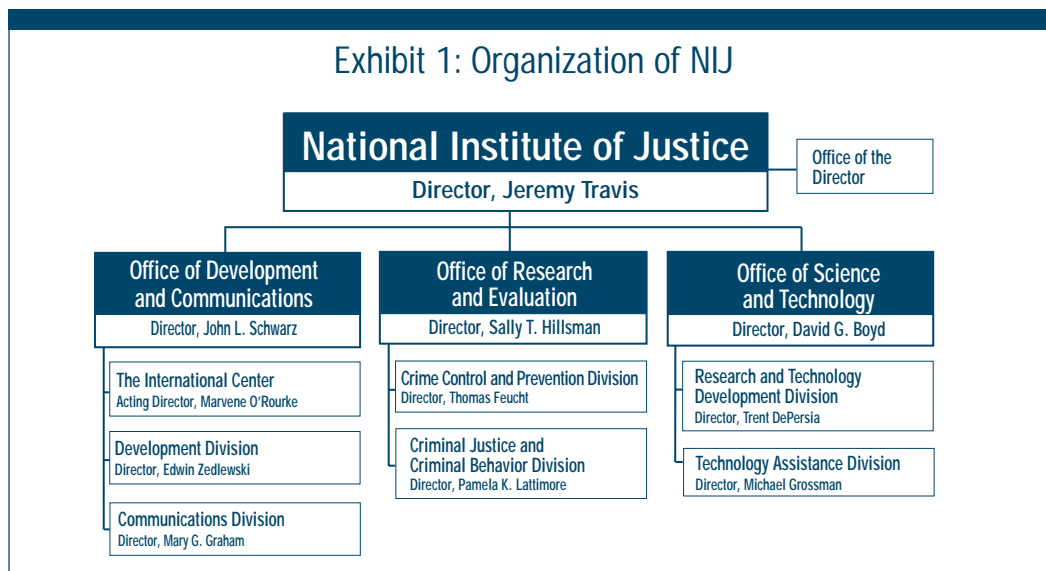 Exhibit 1: Organization of NIJ
National Institute of Justice
Director, Jeremy Travis
Office of the
Director
Office of Development
and Communications
Director, John L. Schwarz
The International Center
Acting Director, Marvene O'Rourke
Development Division
Director, Edwin Zedlewski
Communications Division
Director, Mary G. Graham
Office of Research
and Evaluation
Director, Sally T. Hillsman
Crime Control and Prevention Division
Director, Thomas Feucht
Criminal Justice and
Criminal Behavior Division
Director, Pamela K. Lattimore
Office of Science
and Technology
Director, David G. Boyd
Research and Technology
Development Division
Director, Trent DePersia
Technology Assistance Division
Director, Michael Grossman